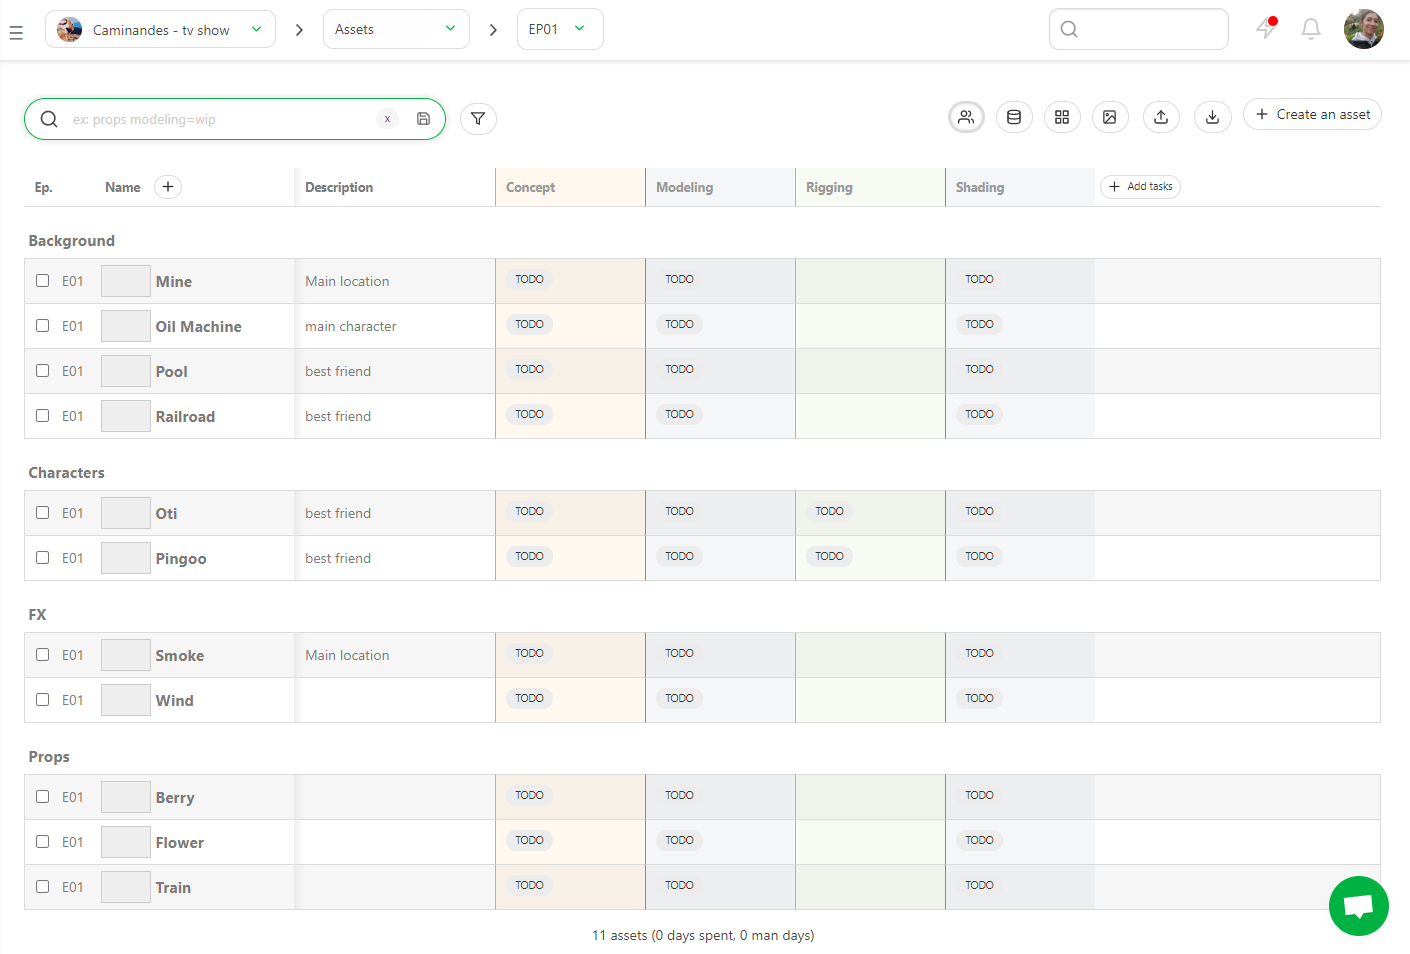 Caminandes - tv show Assets EP01
ex: props modeling=wip x Create an asset
Ep. Name Description Concept Modeling Rigging Shading Add tasks
Background
E01 Mine Main location TODO TODO TODO
E01 Oil Machine main character TODO TODO TODO
E01 Pool best friend TODO TODO TODO
E01 Railroad best friend TODO TODO TODO
Characters
E01 Oti best friend TODO TODO TODO TODO
E01 Pingoo best friend TODO TODO TODO TODO
FX
E01 Smoke Main location TODO TODO TODO
E01 Wind TODO TODO TODO
Props
E01 Berry TODO TODO TODO
E01 Flower TODO TODO TODO
E01 Train TODO TODO TODO
11 assets (0 days spent, 0 man days)